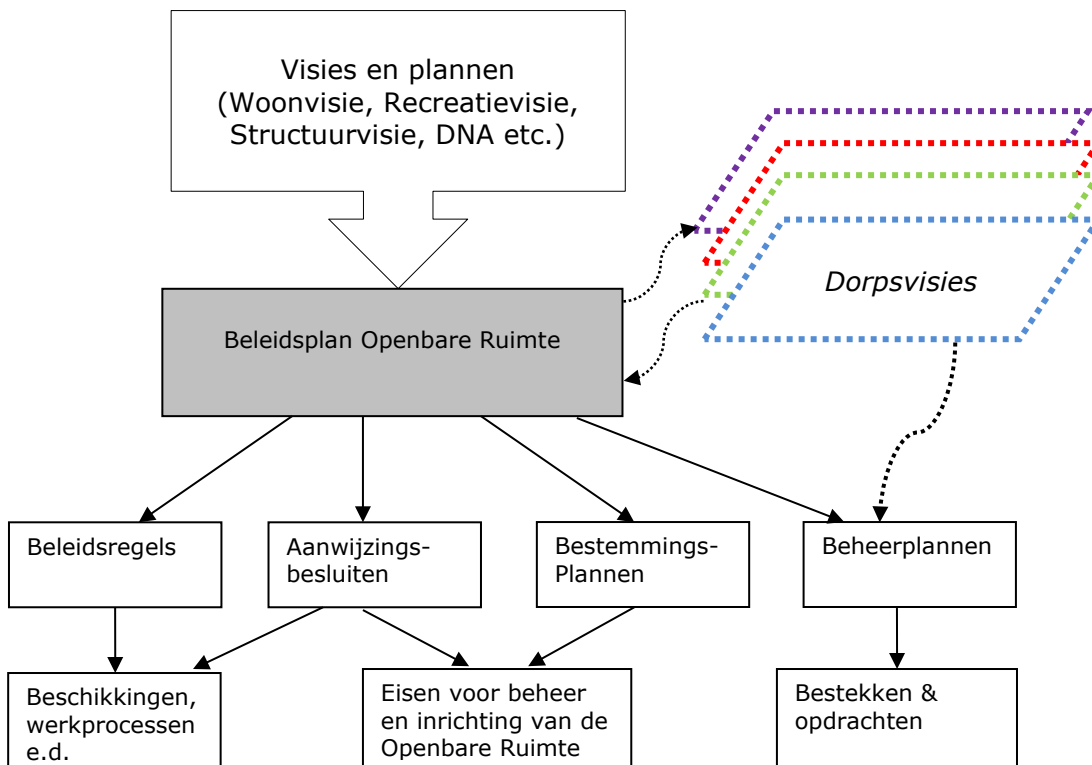 Visies en plannen
(Woonvisie, Recreatievisie,
Structuurvisie, DNA etc.)
Dorpsvisies
Beleidsplan Openbare Ruimte
Beleidsregels
Aanwijzings-
besluiten
Bestemmings-
Plannen
Beheerplannen
Beschikkingen,
werkprocessen
e.d.
Eisen voor beheer
en inrichting van de
Openbare Ruimte
Bestekken &
opdrachten